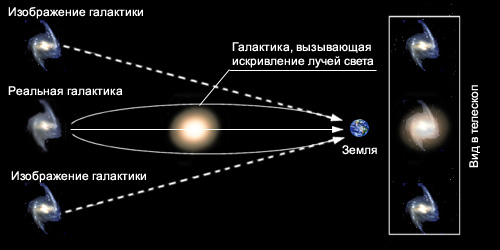 Изображение галактики
Галактика, вызывающая
искривление лучей света
Реальная галактика
Земля
Изображение галактики
Вид в телескоп